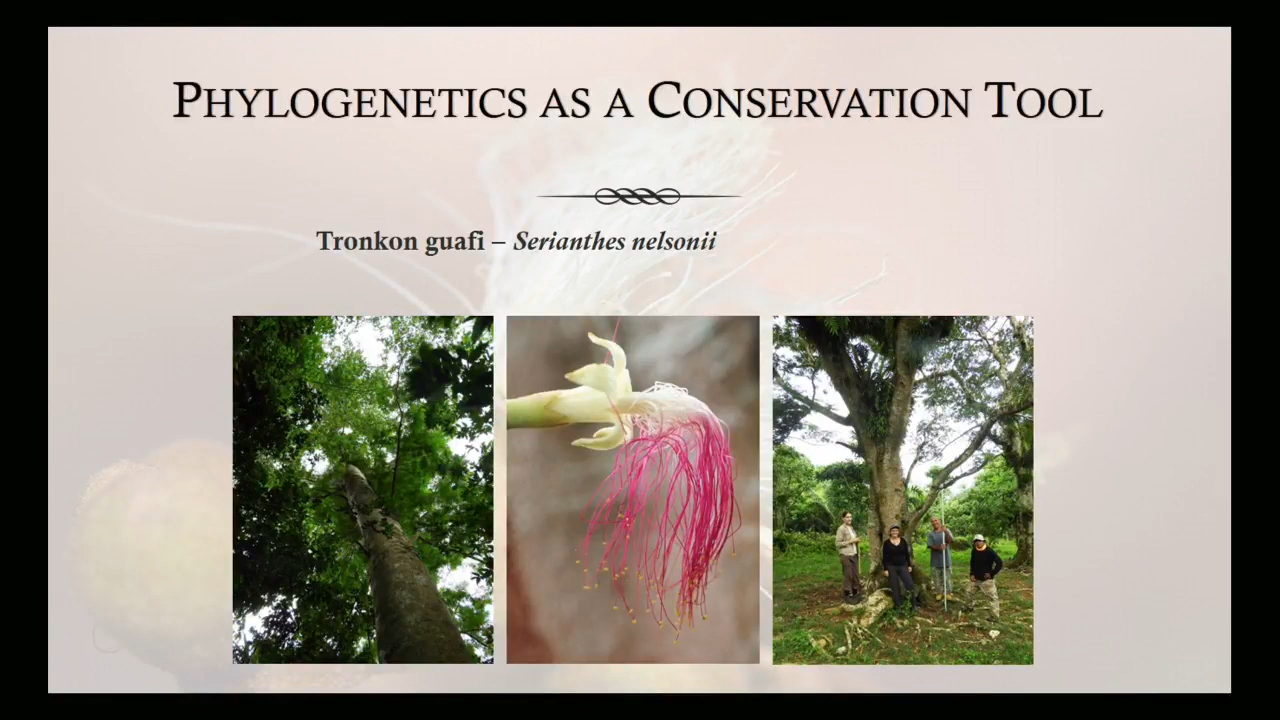 Phylogenetics as a Conservation Tool
Tronkon guafi – Serianthes nelsonii